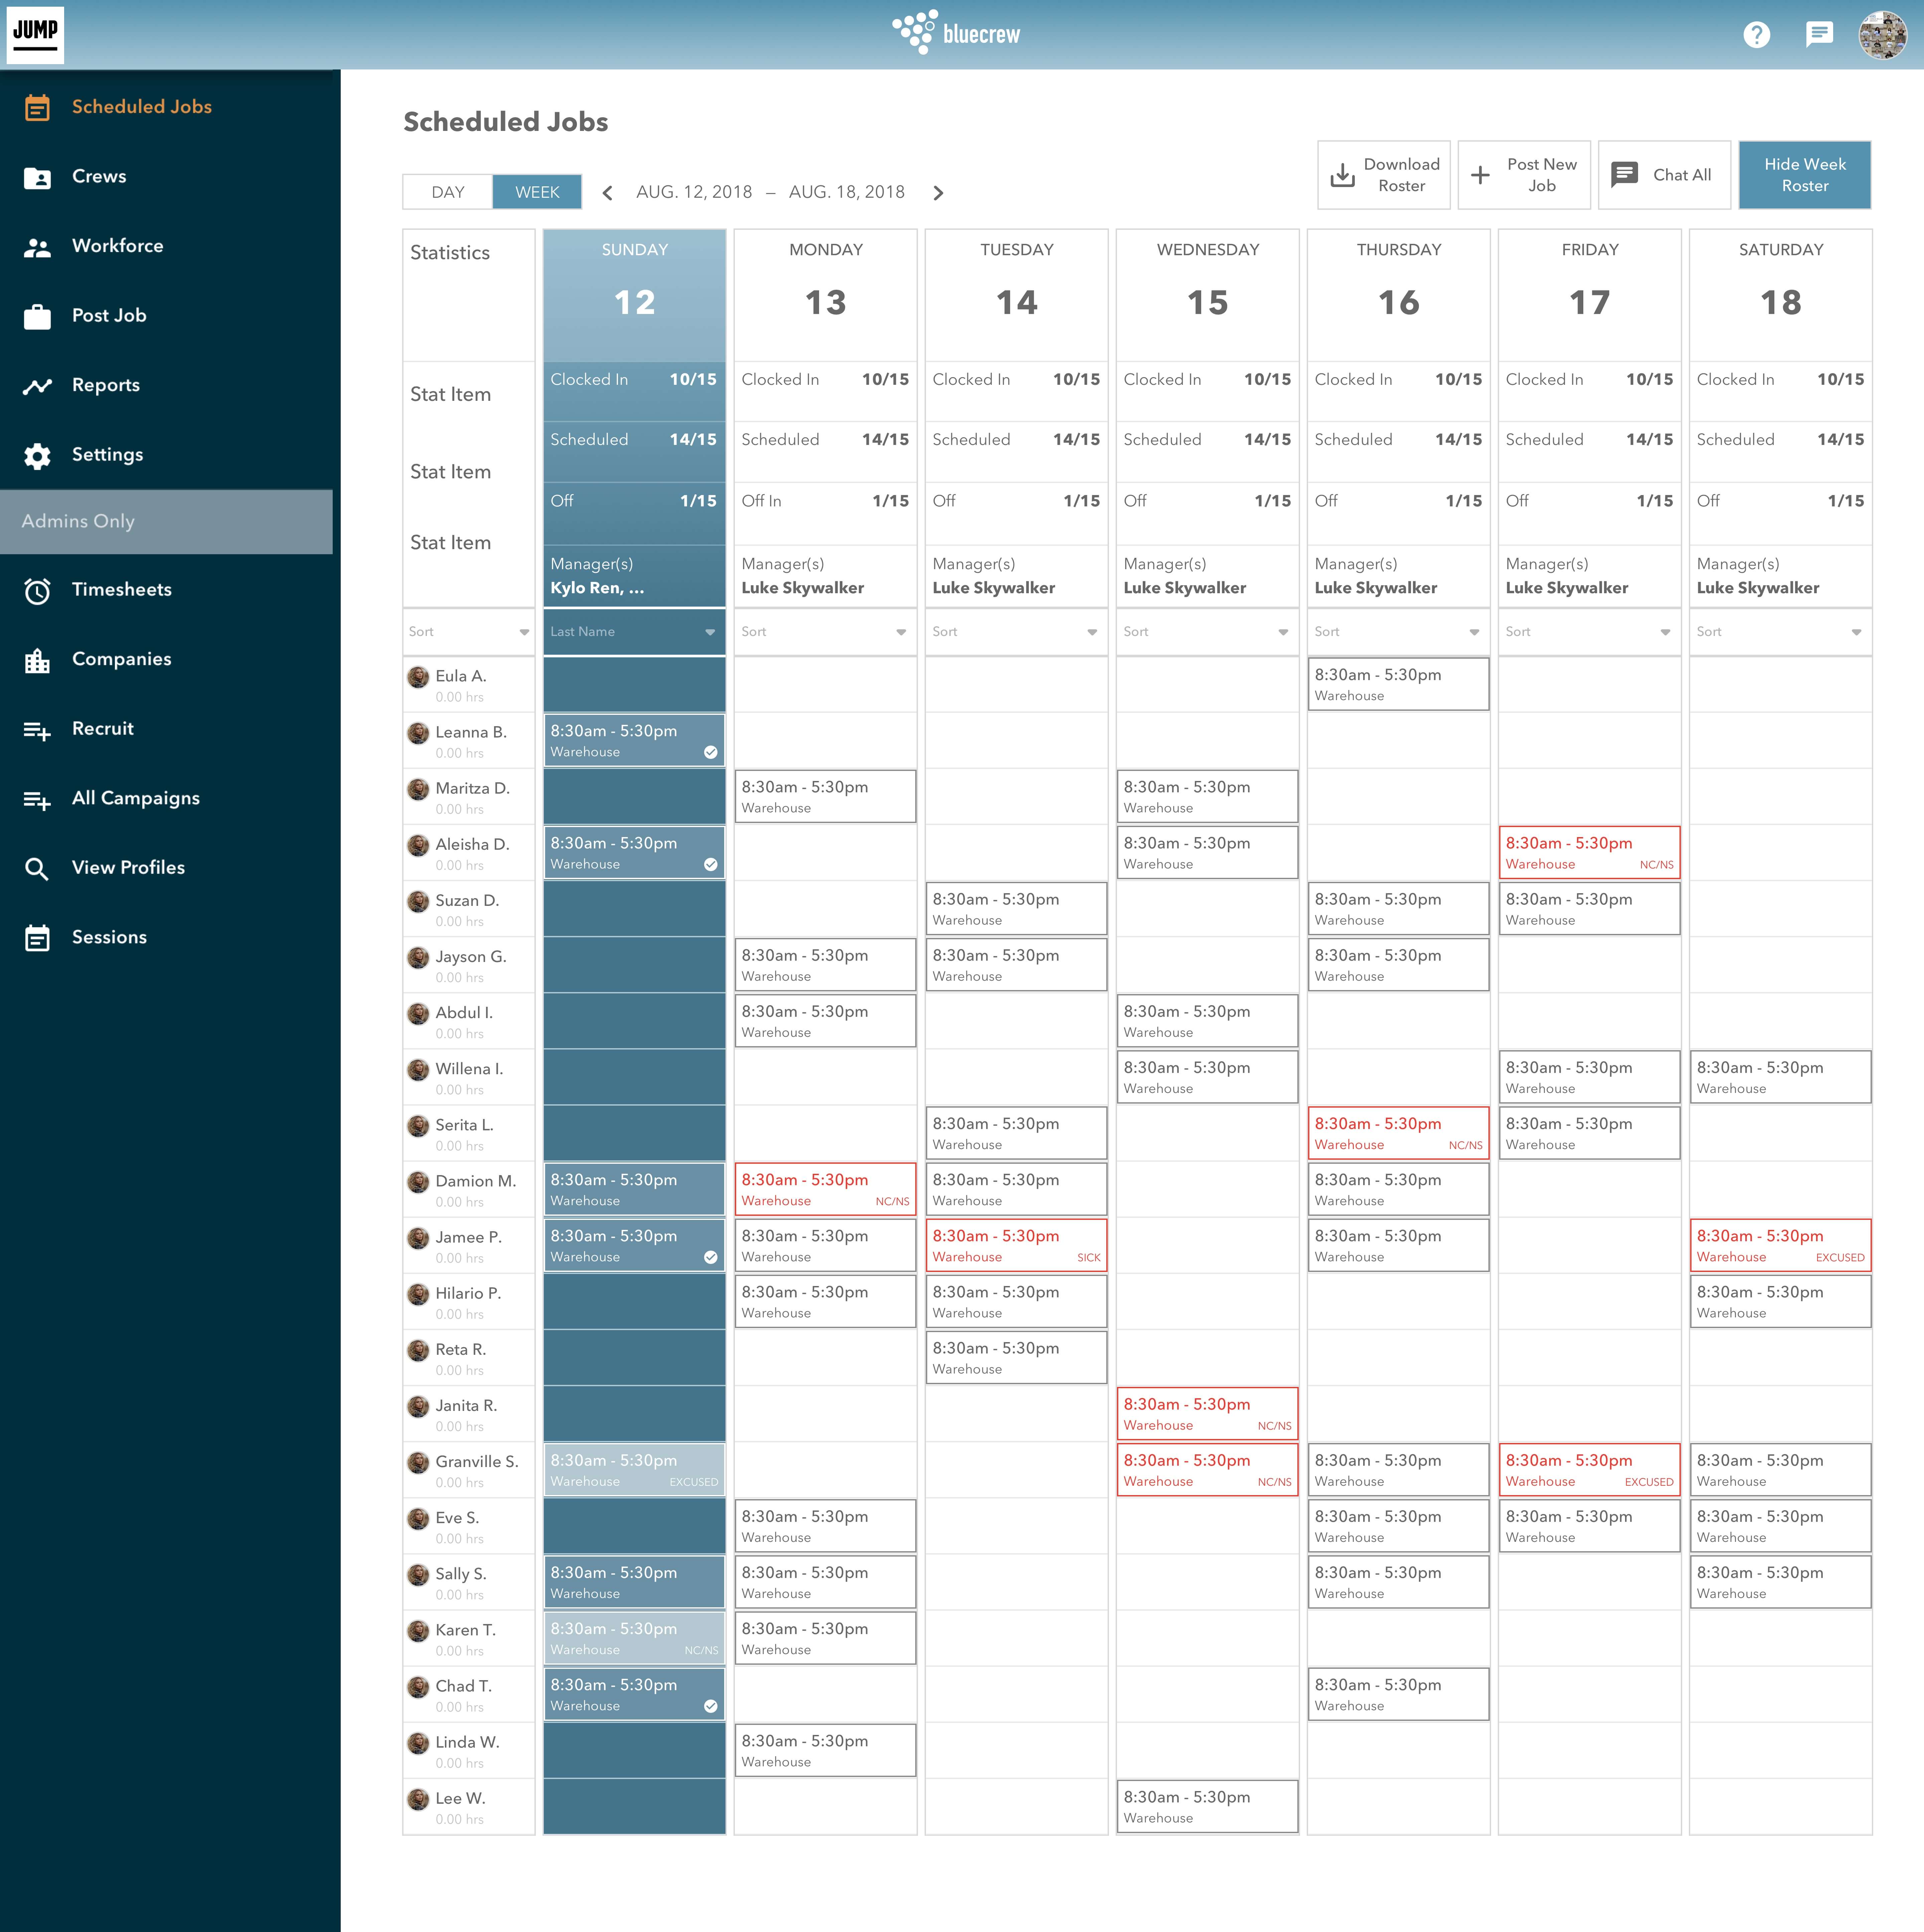 JUMP
bluecrew
Scheduled Jobs
Crews
Workforce
Post Job
Reports
Settings
Admins Only
Timesheets
Companies
Recruit
All Campaigns
View Profiles
Sessions
Scheduled Jobs
DAY WEEK AUG. 12, 2018 – AUG. 18, 2018
Download Roster
Post New Job
Chat All
Hide Week Roster
Statistics SUNDAY MONDAY TUESDAY WEDNESDAY THURSDAY FRIDAY SATURDAY
12 13 14 15 16 17 18
Stat Item Clocked In 10/15 Clocked In 10/15 Clocked In 10/15 Clocked In 10/15 Clocked In 10/15 Clocked In 10/15 Clocked In 10/15
Stat Item Scheduled 14/15 Scheduled 14/15 Scheduled 14/15 Scheduled 14/15 Scheduled 14/15 Scheduled 14/15 Scheduled 14/15
Stat Item Off 1/15 Off In 1/15 Off 1/15 Off 1/15 Off 1/15 Off 1/15 Off 1/15
Manager(s) Manager(s) Manager(s) Manager(s) Manager(s) Manager(s) Manager(s)
Kylo Ren, ... Luke Skywalker Luke Skywalker Luke Skywalker Luke Skywalker Luke Skywalker Luke Skywalker
Sort Last Name Sort Sort Sort Sort Sort Sort
Eula A. 8:30am - 5:30pm
0.00 hrs Warehouse
Leanna B. 8:30am - 5:30pm
0.00 hrs Warehouse
Maritza D. 8:30am - 5:30pm 8:30am - 5:30pm
0.00 hrs Warehouse Warehouse
Aleisha D. 8:30am - 5:30pm 8:30am - 5:30pm 8:30am - 5:30pm
0.00 hrs Warehouse Warehouse Warehouse NC/NS
Suzan D. 8:30am - 5:30pm 8:30am - 5:30pm 8:30am - 5:30pm
0.00 hrs Warehouse Warehouse Warehouse
Jayson G. 8:30am - 5:30pm 8:30am - 5:30pm 8:30am - 5:30pm
0.00 hrs Warehouse Warehouse Warehouse
Abdul I. 8:30am - 5:30pm 8:30am - 5:30pm
0.00 hrs Warehouse Warehouse
Willena I. 8:30am - 5:30pm 8:30am - 5:30pm 8:30am - 5:30pm
0.00 hrs Warehouse Warehouse Warehouse
Serita L. 8:30am - 5:30pm 8:30am - 5:30pm 8:30am - 5:30pm
0.00 hrs Warehouse Warehouse NC/NS Warehouse
Damion M. 8:30am - 5:30pm 8:30am - 5:30pm 8:30am - 5:30pm 8:30am - 5:30pm
0.00 hrs Warehouse Warehouse NC/NS Warehouse Warehouse
Jamee P. 8:30am - 5:30pm 8:30am - 5:30pm 8:30am - 5:30pm 8:30am - 5:30pm 8:30am - 5:30pm
0.00 hrs Warehouse Warehouse Warehouse SICK Warehouse Warehouse EXCUSED
Hilario P. 8:30am - 5:30pm 8:30am - 5:30pm 8:30am - 5:30pm
0.00 hrs Warehouse Warehouse Warehouse
Reta R. 8:30am - 5:30pm
0.00 hrs Warehouse
Janita R. 8:30am - 5:30pm
0.00 hrs Warehouse NC/NS
Granville S. 8:30am - 5:30pm 8:30am - 5:30pm 8:30am - 5:30pm 8:30am - 5:30pm 8:30am - 5:30pm
0.00 hrs Warehouse EXCUSED Warehouse NC/NS Warehouse Warehouse EXCUSED Warehouse
Eve S. 8:30am - 5:30pm 8:30am - 5:30pm 8:30am - 5:30pm 8:30am - 5:30pm
0.00 hrs Warehouse Warehouse Warehouse Warehouse
Sally S. 8:30am - 5:30pm 8:30am - 5:30pm 8:30am - 5:30pm 8:30am - 5:30pm
0.00 hrs Warehouse Warehouse Warehouse Warehouse
Karen T. 8:30am - 5:30pm 8:30am - 5:30pm
0.00 hrs Warehouse NC/NS Warehouse
Chad T. 8:30am - 5:30pm 8:30am - 5:30pm
0.00 hrs Warehouse Warehouse
Linda W. 8:30am - 5:30pm
0.00 hrs Warehouse
Lee W. 8:30am - 5:30pm
0.00 hrs Warehouse